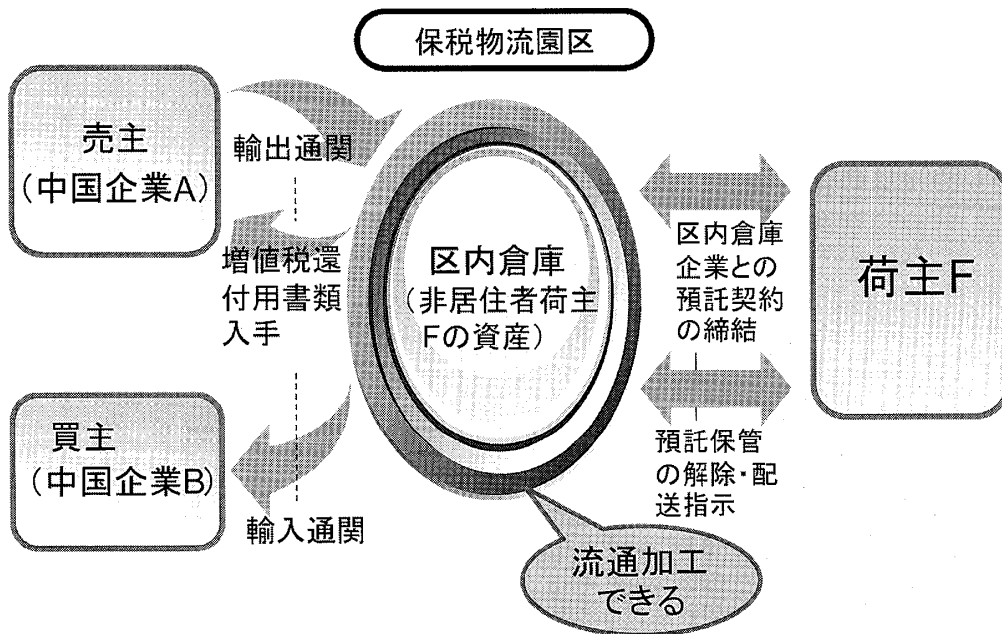 保税物流園区
売主
（中国企業A）
輸出通関
増値税還
付用書類
入手
買主
（中国企業B）
輸入通関
区内倉庫
（非居住者荷主
Fの資産）
区内倉庫
企業との
預託契約
の締結
預託保管
の解除・配
送指示
荷主F
流通加工
できる